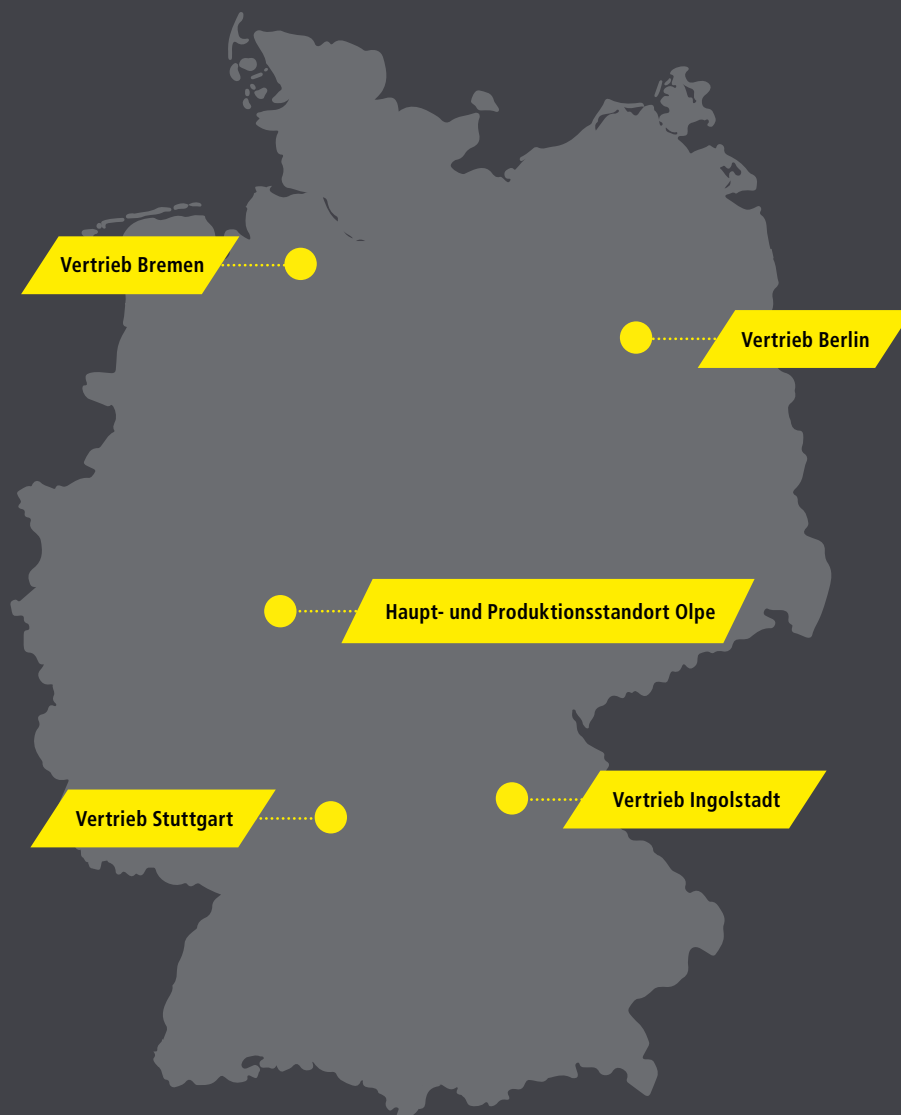 Vertrieb Bremen
Vertrieb Berlin
Haupt- und Produktionsstandort Olpe
Vertrieb Ingolstadt
Vertrieb Stuttgart